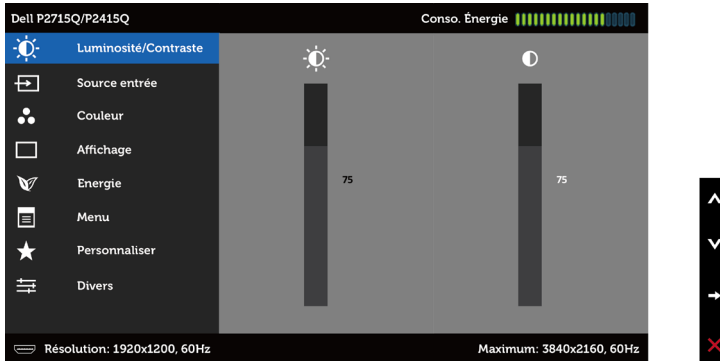 Dell P2715Q/P2415Q
Conso. Énergie
Luminosité/Contraste
Source entrée
Couleur
Affichage
Energie
Menu
Personnaliser
Divers
75
75
Résolution: 1920x1200, 60Hz
Maximum: 3840x2160, 60Hz